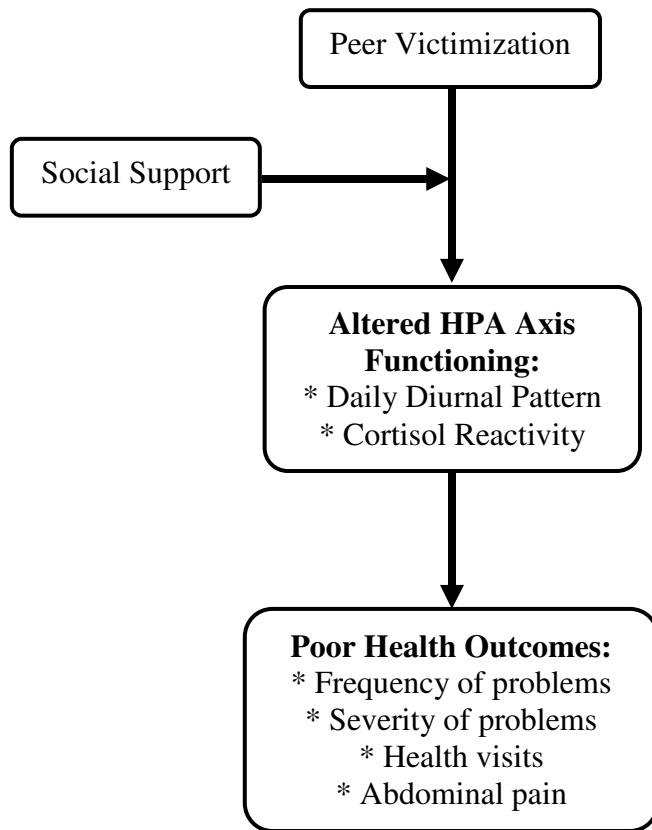 Peer Victimization
Social Support
Altered HPA Axis
Functioning:
* Daily Diurnal Pattern
* Cortisol Reactivity
Poor Health Outcomes:
* Frequency of problems
* Severity of problems
* Health visits
* Abdominal pain